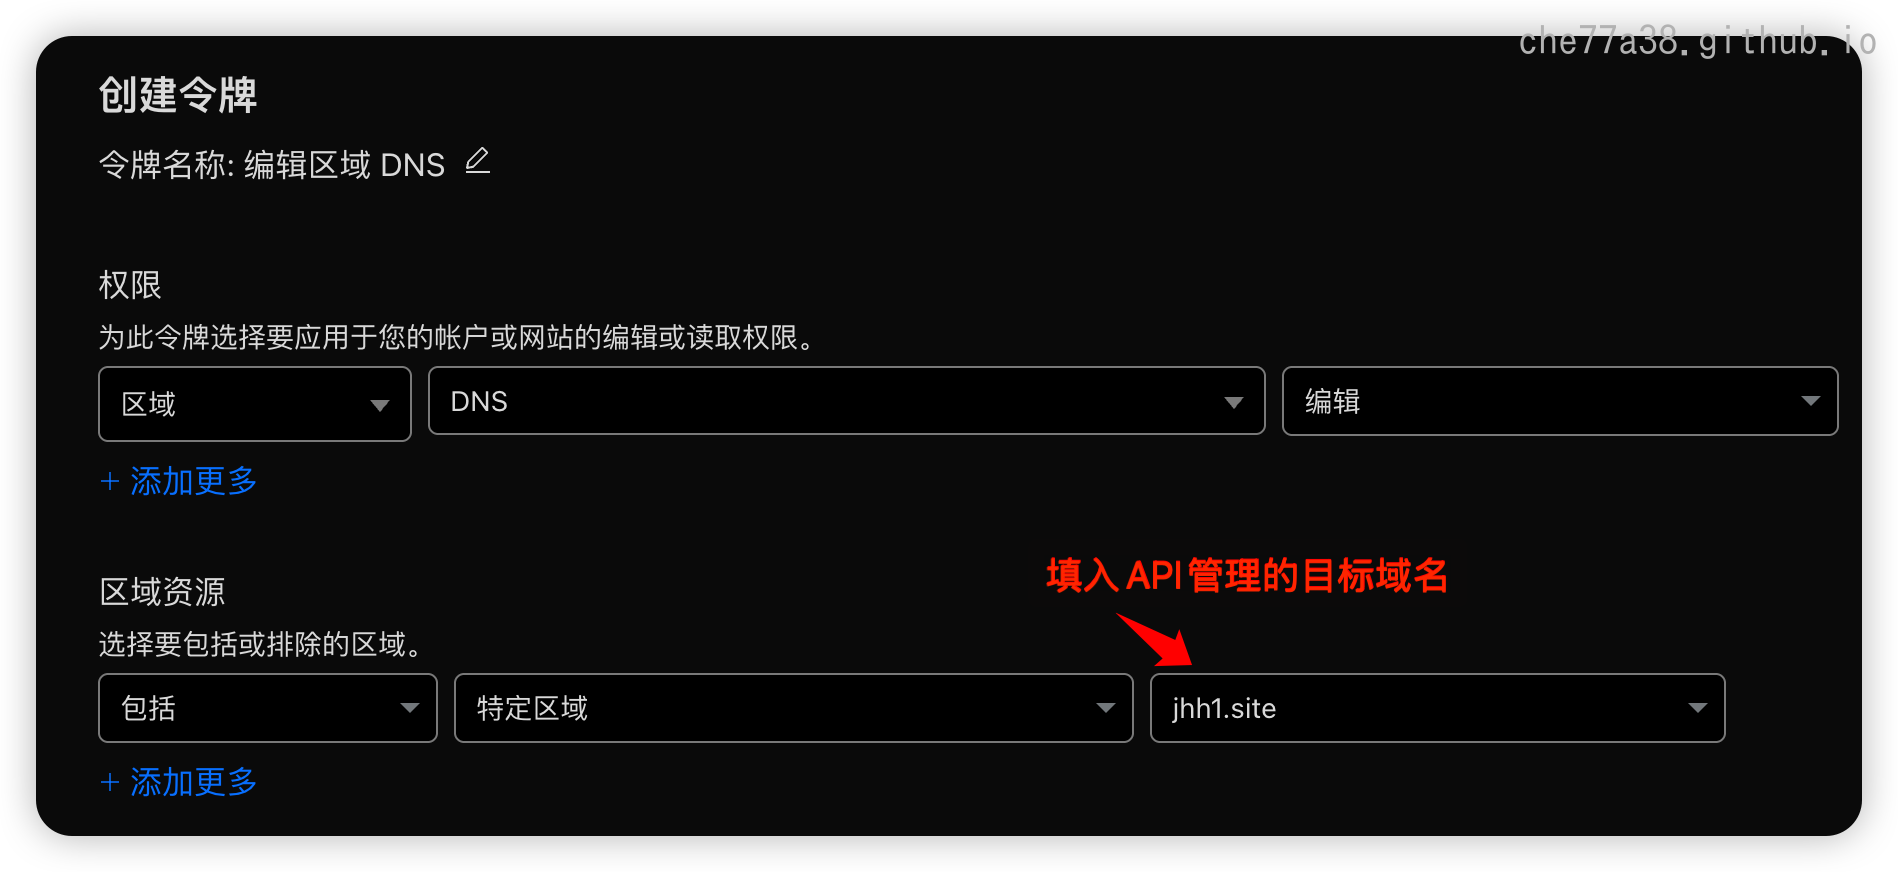 che77a38.github.io
创建令牌
令牌名称: 编辑区域 DNS
权限
为此令牌选择要应用于您的帐户或网站的编辑或读取权限。
区域 DNS 编辑
+ 添加更多
填入 API 管理的目标域名
区域资源
选择要包括或排除的区域。
包括 特定区域 jhh1.site
+ 添加更多